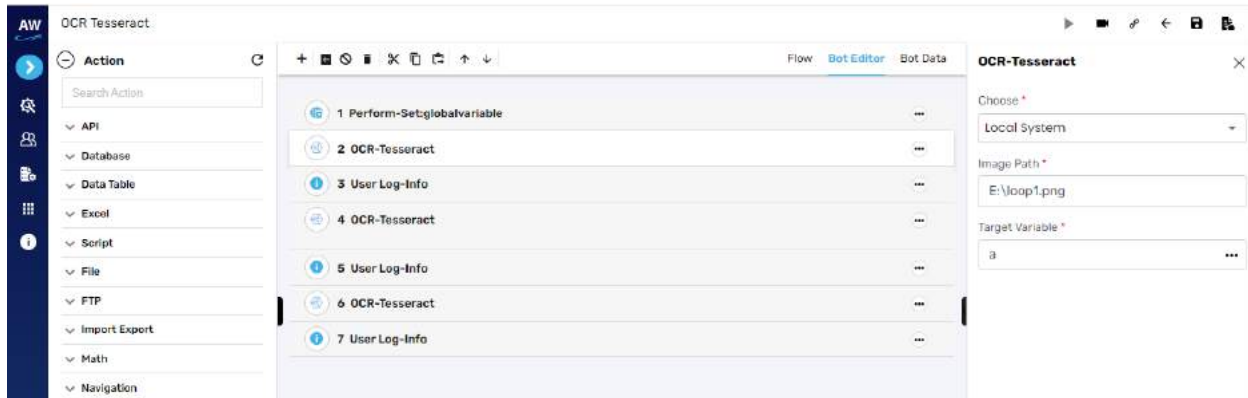 AW
OCR Tesseract
Action
Search Action
API
Database
Data Table
Excel
Script
File
FTP
Import Export
Math
Navigation
Flow Bot Editor Bot Data
1 Perform-Set:globalvariable
2 OCR-Tesseract
3 User Log-Info
4 OCR-Tesseract
5 User Log-Info
6 OCR-Tesseract
7 User Log-Info
OCR-Tesseract
Choose *
Local System
Image Path *
E:\loop1.png
Target Variable *
a